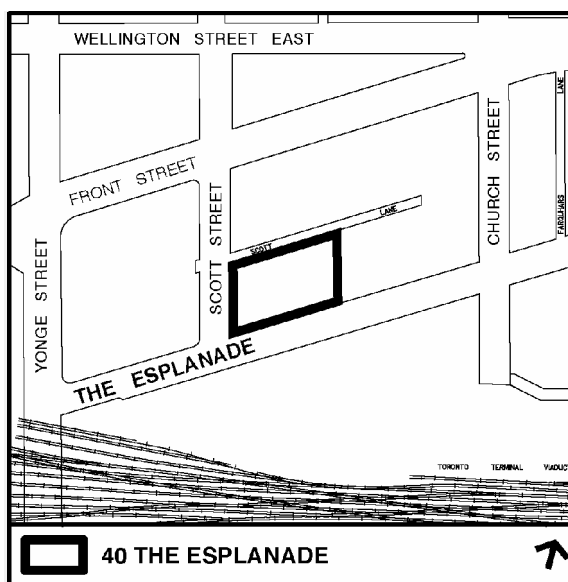 WELLINGTON STREET EAST
FRONT STREET
YONGE STREET
SCOTT STREET
SCOTT LANE
CHURCH STREET
LANE
THE ESPLANADE
TORONTO TERMINAL VIADUCT
40 THE ESPLANADE